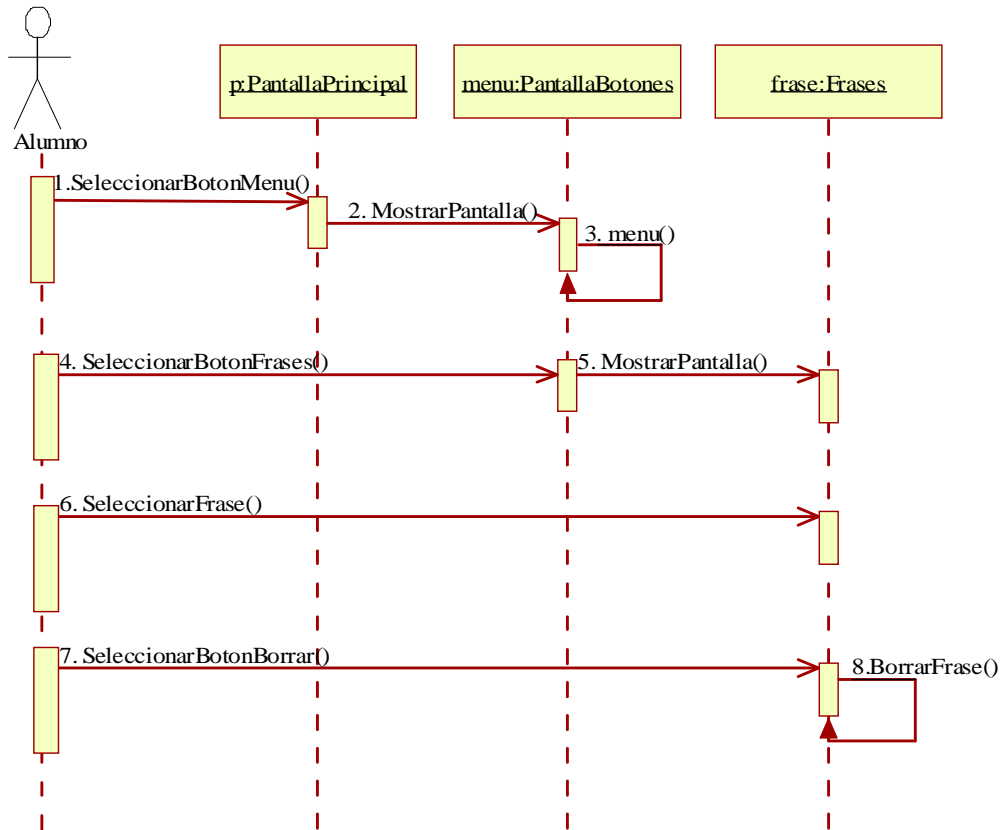 p:PantallaPrincipal
menu:PantallaBotones
frase:Frases
Alumno
1.SeleccionarBotonMenu()
2. MostrarPantalla()
3. menu()
4. SeleccionarBotonFrases()
5. MostrarPantalla()
6. SeleccionarFrase()
7. SeleccionarBotonBorrar()
8.BorrarFrase()